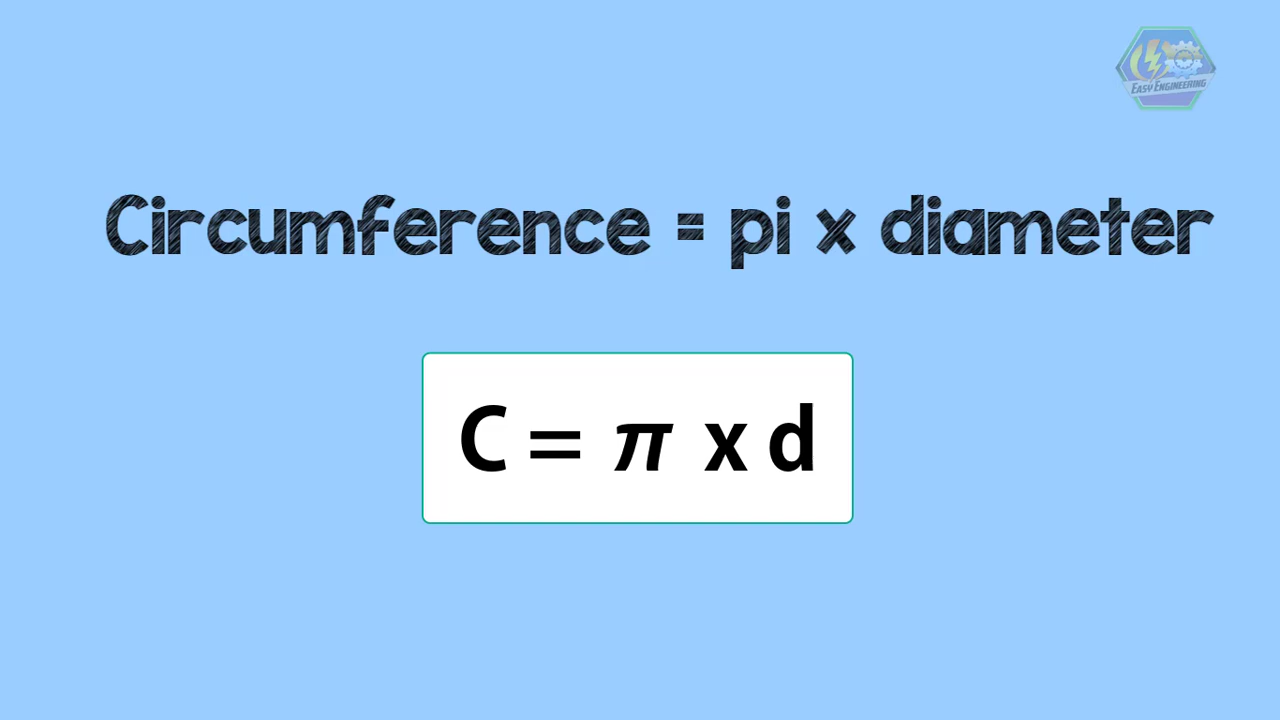 EASY ENGINEERING
Circumference = pi x diameter
C = π x d